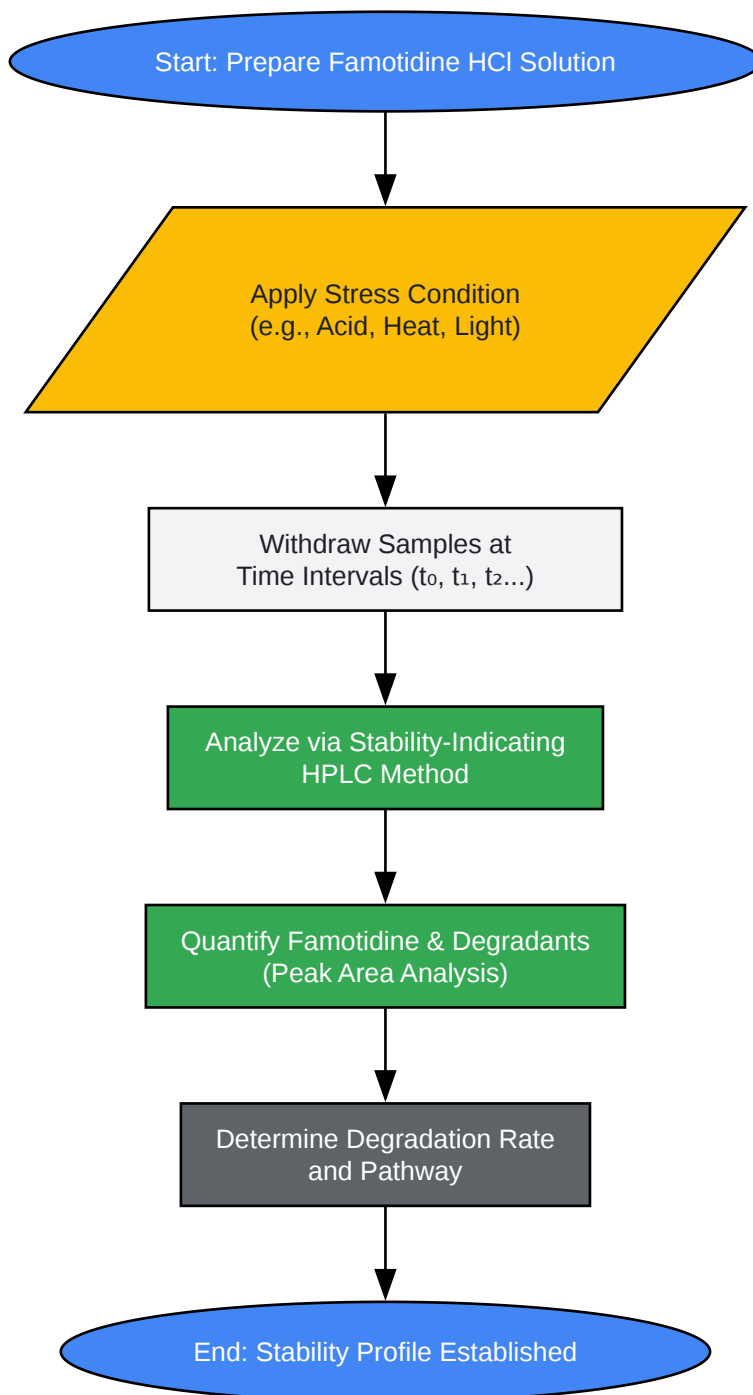 Start: Prepare Famotidine HCl Solution
Apply Stress Condition
(e.g., Acid, Heat, Light)
Withdraw Samples at
Time Intervals (t₀, t₁, t₂...)
Analyze via Stability-Indicating
HPLC Method
Quantify Famotidine & Degradants
(Peak Area Analysis)
Determine Degradation Rate
and Pathway
End: Stability Profile Established